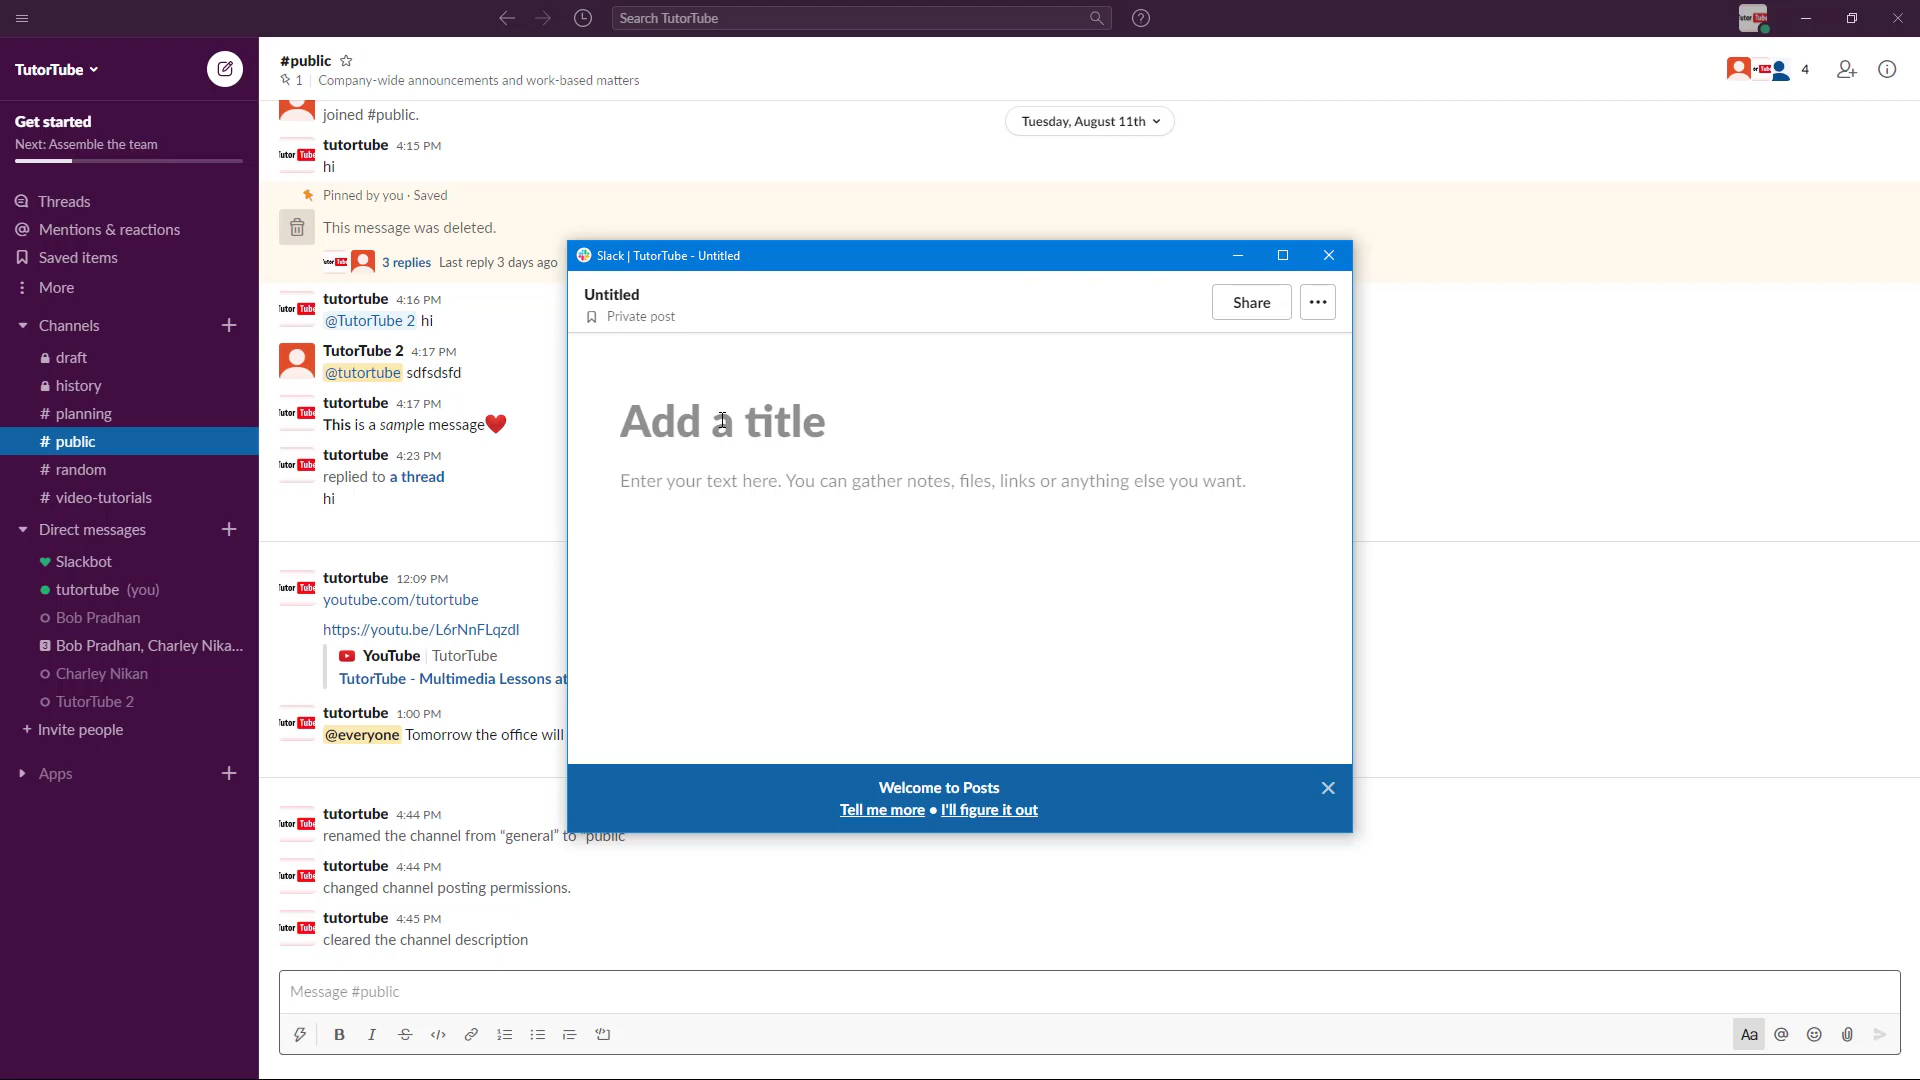 Search TutorTube
TutorTube
Get started
Next: Assemble the team
Threads
Mentions & reactions
Saved items
More
Channels
draft
history
# planning
# public
# random
# video-tutorials
Direct messages
Slackbot
tutortube (you)
Bob Pradhan
3 Bob Pradhan, Charley Nika...
Charley Nikan
TutorTube 2
+ Invite people
Apps
#public
1 | Company-wide announcements and work-based matters
4
Tuesday, August 11th
joined #public.
tutortube 4:15 PM
hi
Pinned by you · Saved
This message was deleted.
3 replies Last reply 3 days ago
tutortube 4:16 PM
@TutorTube 2 hi
TutorTube 2 4:17 PM
@tutortube sdfsdsfd
tutortube 4:17 PM
This is a sample message
tutortube 4:23 PM
replied to a thread
hi
tutortube 12:09 PM
youtube.com/tutortube
https://youtu.be/L6rNnFLqzdI
YouTube | TutorTube
TutorTube - Multimedia Lessons at
tutortube 1:00 PM
@everyone Tomorrow the office will
tutortube 4:44 PM
renamed the channel from “general” to “public”
tutortube 4:44 PM
changed channel posting permissions.
tutortube 4:45 PM
cleared the channel description
Message #public
Aa
Slack | TutorTube - Untitled
Untitled
Private post
Share
Add a title
Enter your text here. You can gather notes, files, links or anything else you want.
Welcome to Posts
Tell me more • I'll figure it out